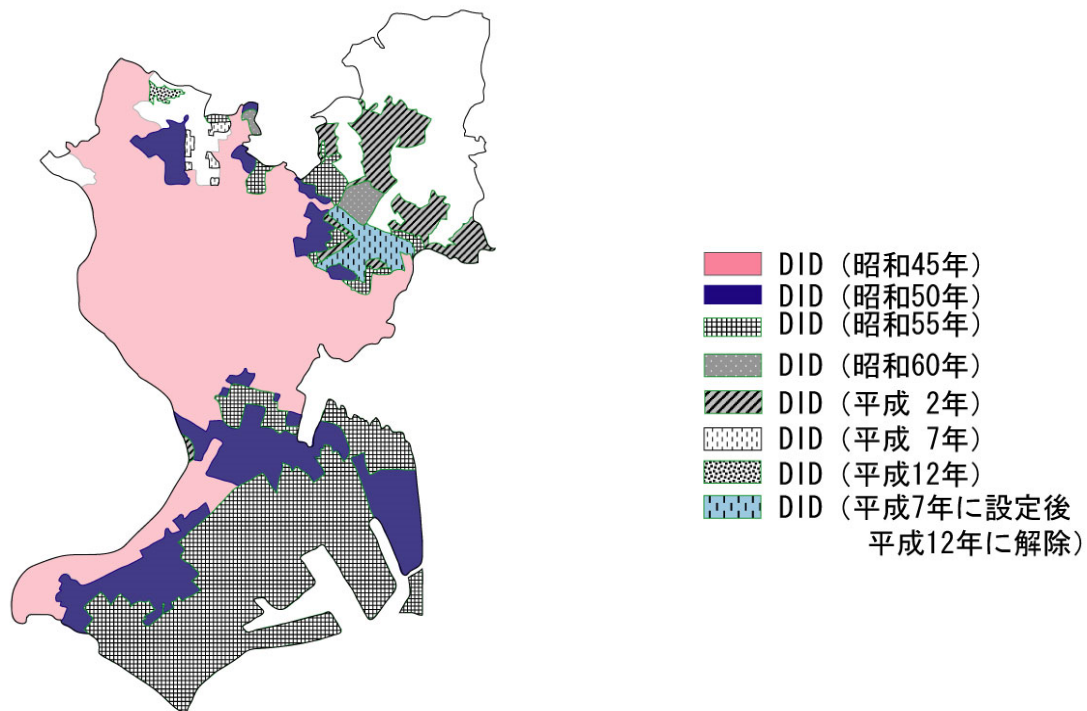 DID (昭和45年)
DID (昭和50年)
DID (昭和55年)
DID (昭和60年)
DID (平成 2年)
DID (平成 7年)
DID (平成12年)
DID (平成7年に設定後
平成12年に解除)